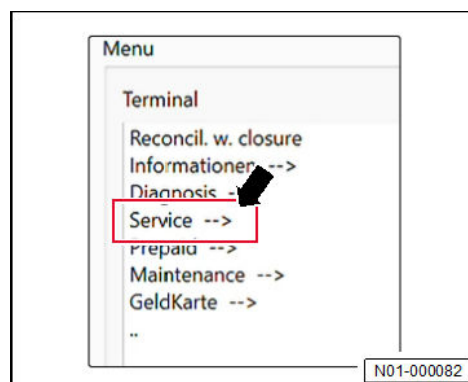 Menu
Terminal
Reconcil. w. closure
Informationen -->
Diagnosis -
Service -->
Prepaid -->
Maintenance -->
GeldKarte -->
..
N01-000082